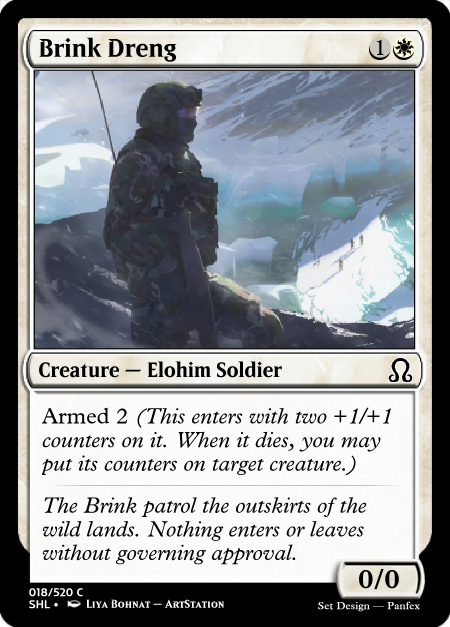 Brink Dreng 1
Creature — Elohim Soldier
Armed 2 (This enters with two +1/+1
counters on it. When it dies, you may
put its counters on target creature.)
The Brink patrol the outskirts of the
wild lands. Nothing enters or leaves
without governing approval.
0/0
018/520 C
SHL • Liya Bohnat — ArtStation
Set Design — Panfex